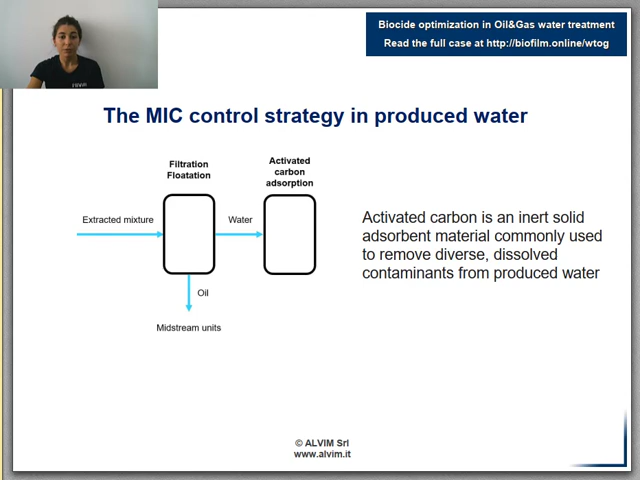 Biocide optimization in Oil&Gas water treatment
Read the full case at http://biofilm.online/wtog
ALVIM
The MIC control strategy in produced water
Filtration
Floatation
Activated
carbon
adsorption
Extracted mixture
Water
Oil
Midstream units
Activated carbon is an inert solid
adsorbent material commonly used
to remove diverse, dissolved
contaminants from produced water
© ALVIM Srl
www.alvim.it